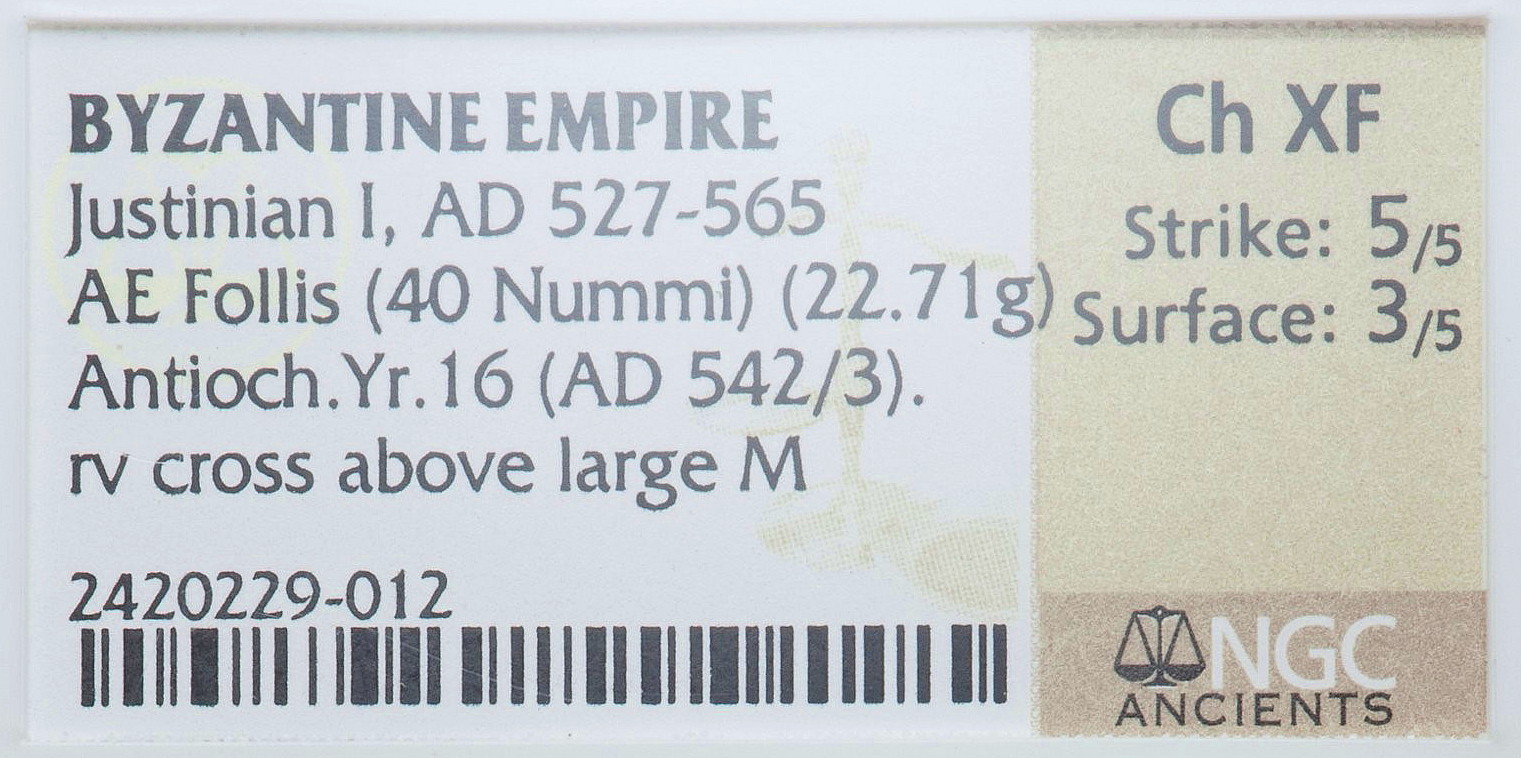 BYZANTINE EMPIRE
Justinian I, AD 527-565
AE Follis (40 Nummi) (22.71g)
Antioch.Yr.16 (AD 542/3).
rv cross above large M
2420229-012
Ch XF
Strike: 5/5
Surface: 3/5
NGC
ANCIENTS